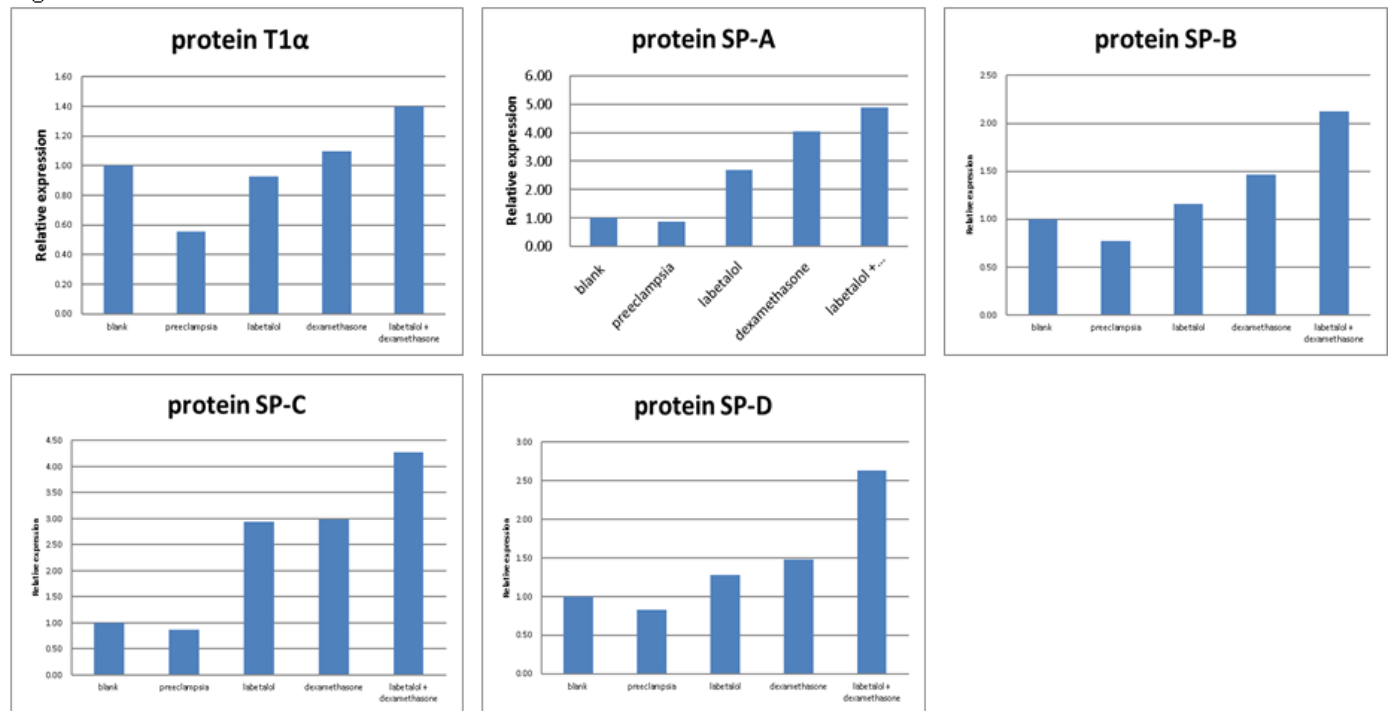 protein T1α
Relative expression
1.60
1.40
1.20
1.00
0.80
0.60
0.40
0.20
0.00
blank
preeclampsia
labetalol
dexamethasone
labetalol +
dexamethasone
protein SP-A
Relative expression
6.00
5.00
4.00
3.00
2.00
1.00
0.00
blank
preeclampsia
labetalol
dexamethasone
labetalol +...
protein SP-B
Relative expression
2.50
2.00
1.50
1.00
0.50
0.00
blank
preeclampsia
labetalol
dexamethasone
labetalol +
dexamethasone
protein SP-C
Relative expression
4.50
4.00
3.50
3.00
2.50
2.00
1.50
1.00
0.50
0.00
blank
preeclampsia
labetalol
dexamethasone
labetalol +
dexamethasone
protein SP-D
Relative expression
3.00
2.50
2.00
1.50
1.00
0.50
0.00
blank
preeclampsia
labetalol
dexamethasone
labetalol +
dexamethasone